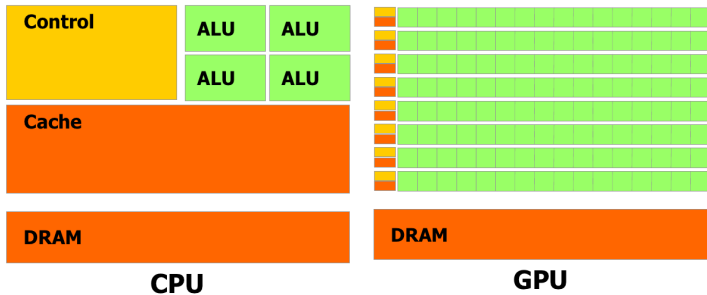 Control
ALU ALU
ALU ALU
Cache
DRAM
CPU
DRAM
GPU